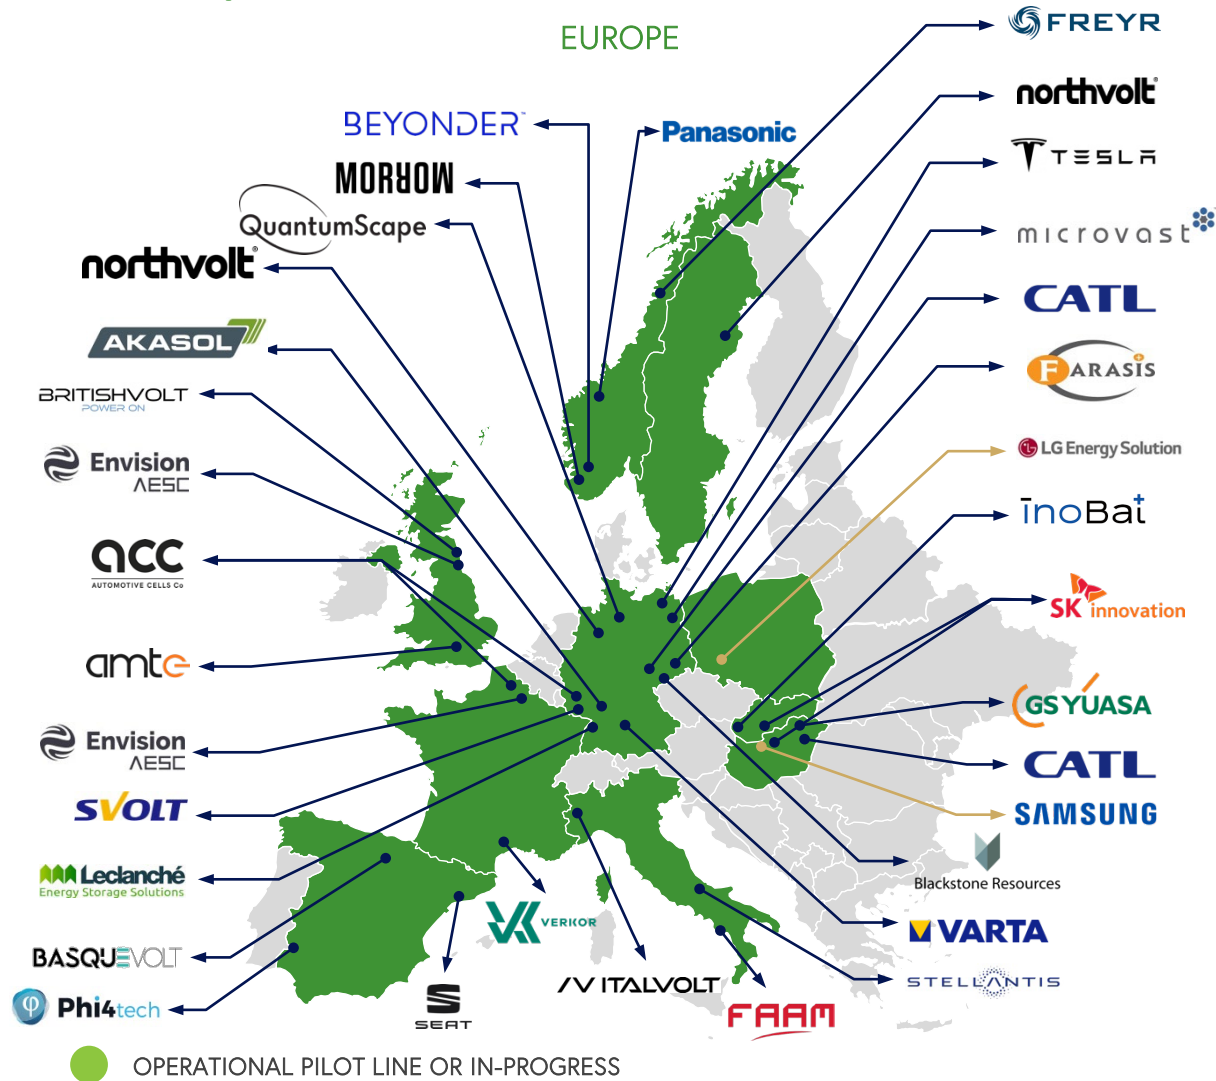 EUROPE
FREYR
northvolt
TESLA
microvast
CATL
FARASIS
LG Energy Solution
inoBat
SK innovation
GS YUASA
CATL
SAMSUNG
Blackstone Resources
VARTA
STELLANTIS
BEYONDER™
Panasonic
MORROW
QuantumScape
northvolt
AKASOL
BRITISHVOLT
POWER ON
Envision
AESC
acc
AUTOMOTIVE CELLS Co
amte
Envision
AESC
SVOLT
Leclanché
Energy Storage Solutions
BASQUEVOLT
Phi4tech
SEAT
VERKOR
ITALVOLT
FAAM
OPERATIONAL PILOT LINE OR IN-PROGRESS